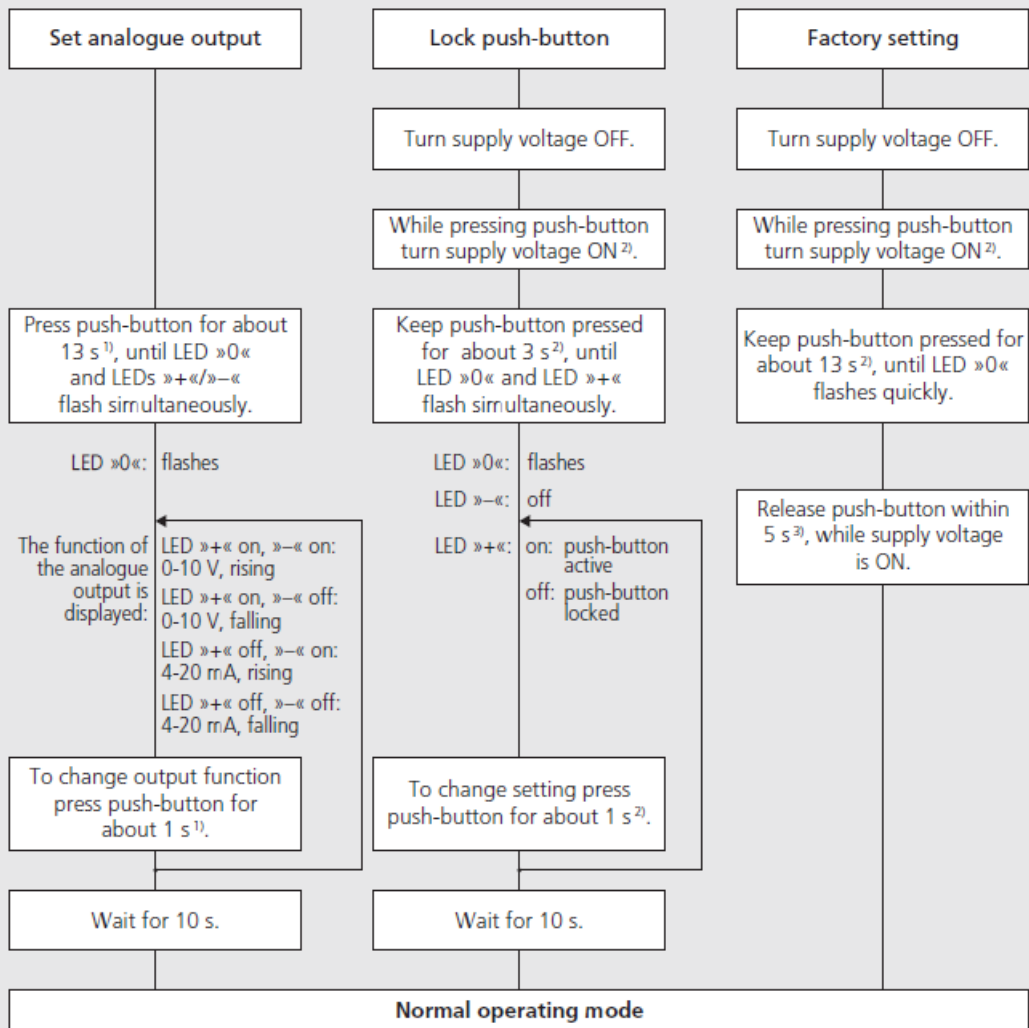 Set analogue output
Press push-button for about
13 s 1), until LED »0«
and LEDs »+«/»–«
flash simultaneously.
LED »0«: flashes
The function of
the analogue
output is
displayed:
LED »+« on, »–« on:
0-10 V, rising
LED »+« on, »–« off:
0-10 V, falling
LED »+« off, »–« on:
4-20 mA, rising
LED »+« off, »–« off:
4-20 mA, falling
To change output function
press push-button for
about 1 s 1).
Wait for 10 s.
Lock push-button
Turn supply voltage OFF.
While pressing push-button
turn supply voltage ON 2).
Keep push-button pressed
for about 3 s 2), until
LED »0« and LED »+«
flash simultaneously.
LED »0«: flashes
LED »–«: off
LED »+«: on: push-button
active
off: push-button
locked
To change setting press
push-button for about 1 s 2).
Wait for 10 s.
Factory setting
Turn supply voltage OFF.
While pressing push-button
turn supply voltage ON 2).
Keep push-button pressed for
about 13 s 2), until LED »0«
flashes quickly.
Release push-button within
5 s 3), while supply voltage
is ON.
Normal operating mode